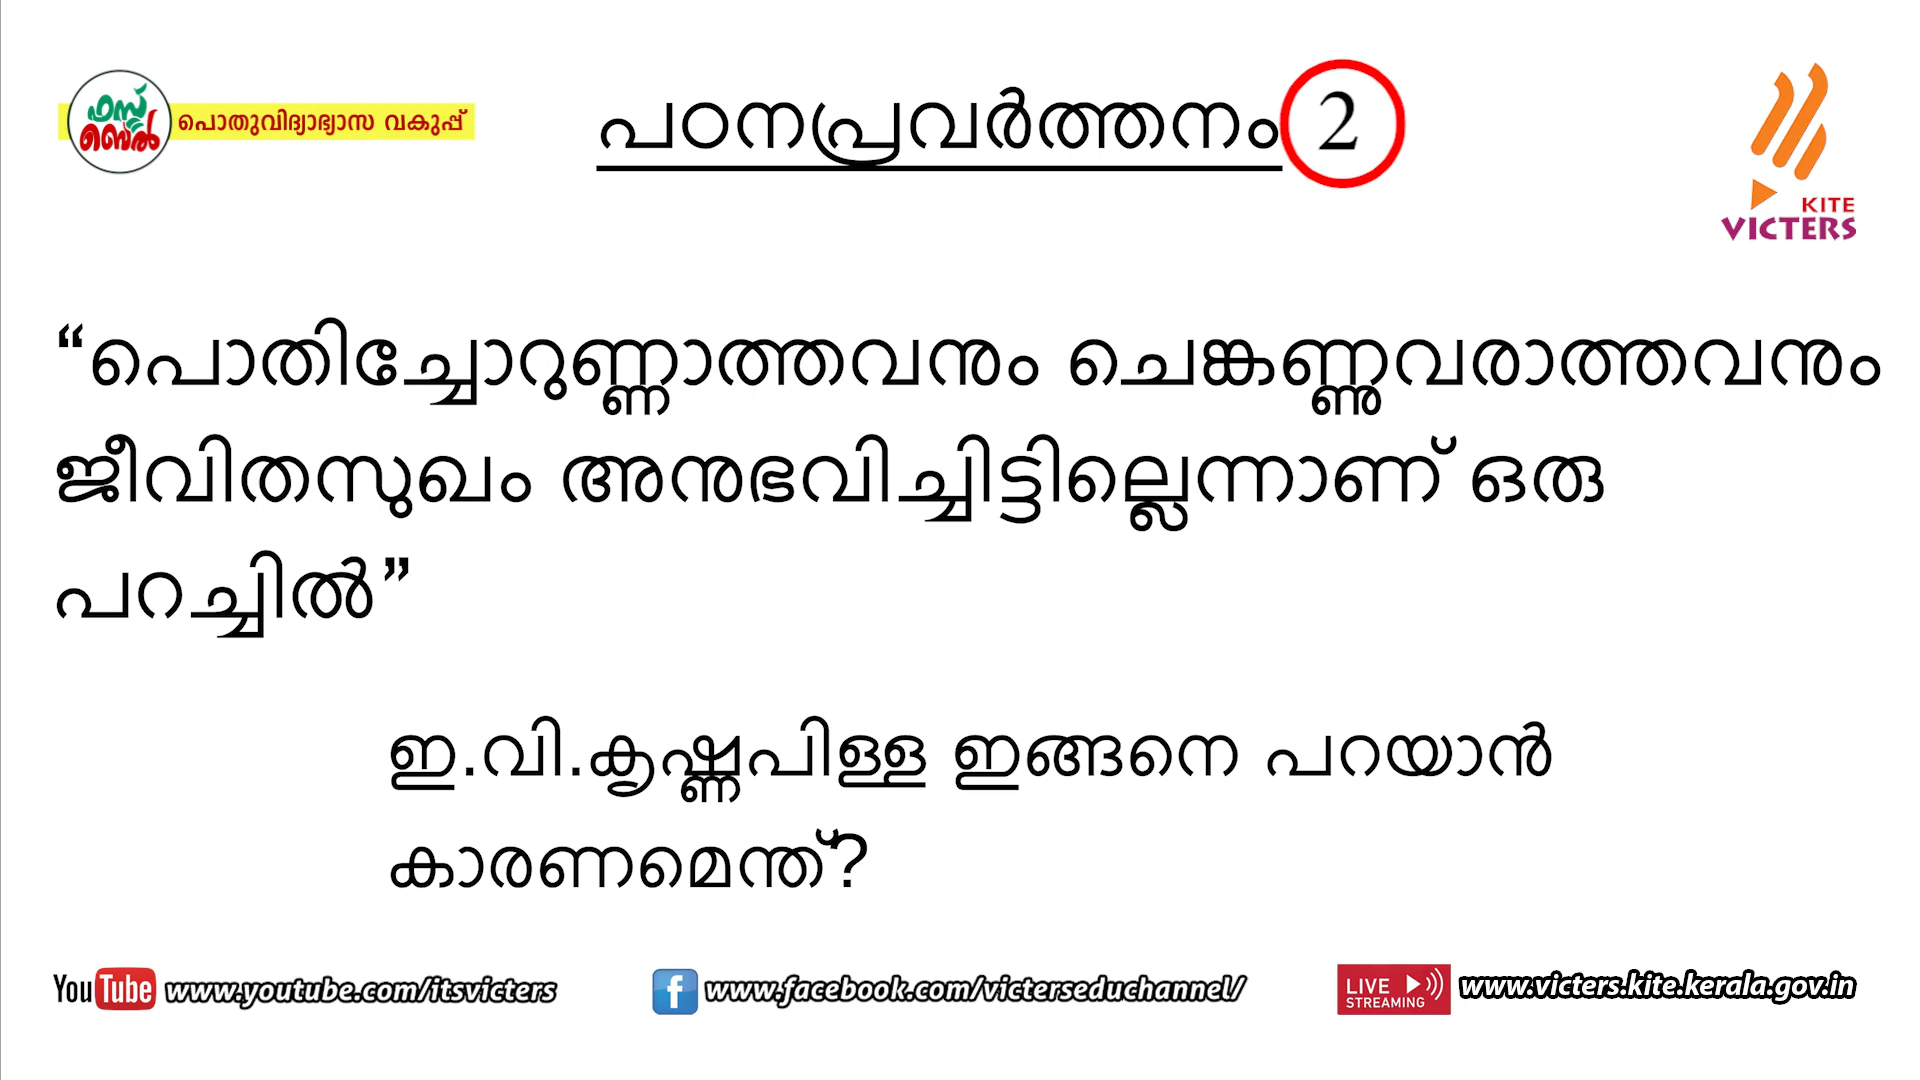 ഫസ്റ്റ്
ബെൽ
പൊതുവിദ്യാഭ്യാസ വകുപ്പ്
പഠനപ്രവർത്തനം 2
KITE
VICTERS
“പൊതിച്ചോറുണ്ണാത്തവനും ചെങ്കണ്ണുവരാത്തവനും
ജീവിതസുഖം അനുഭവിച്ചിട്ടില്ലെന്നാണ് ഒരു
പറച്ചിൽ”
ഇ.വി.കൃഷ്ണപിള്ള ഇങ്ങനെ പറയാൻ
കാരണമെന്ത്?
YouTube www.youtube.com/itsvicters
f www.facebook.com/victerseduchannel/
LIVE STREAMING www.victers.kite.kerala.gov.in